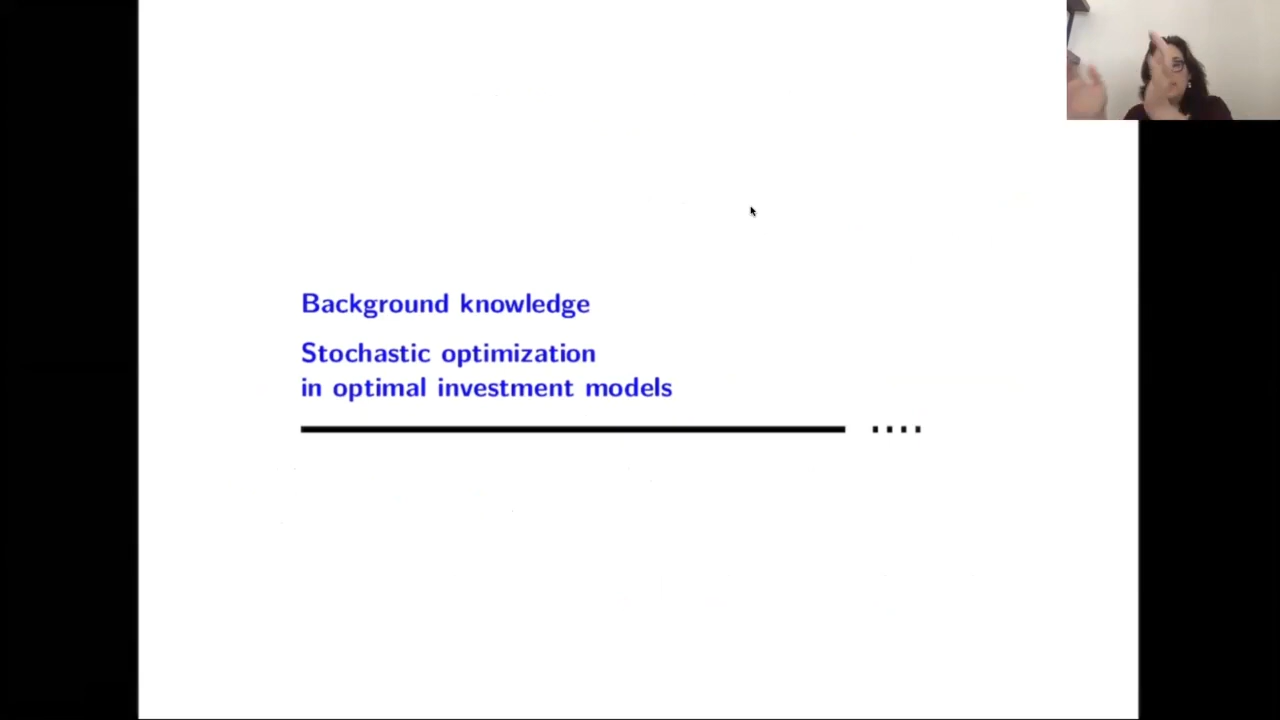 Background knowledge
Stochastic optimization
in optimal investment models